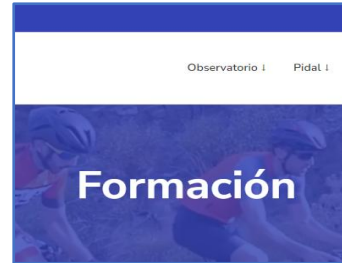 Observatorio ↓ Pidal ↓
Formación